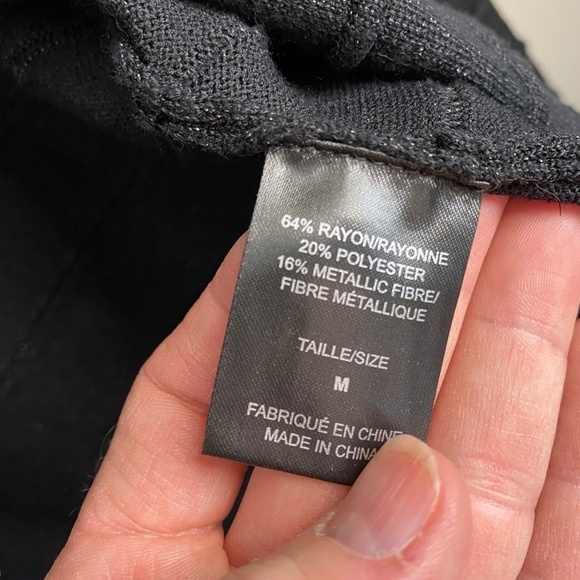 64% RAYON/RAYONNE
20% POLYESTER
16% METALLIC FIBRE/
FIBRE MÉTALLIQUE
TAILLE/SIZE
M
FABRIQUÉ EN CHINE
MADE IN CHINA